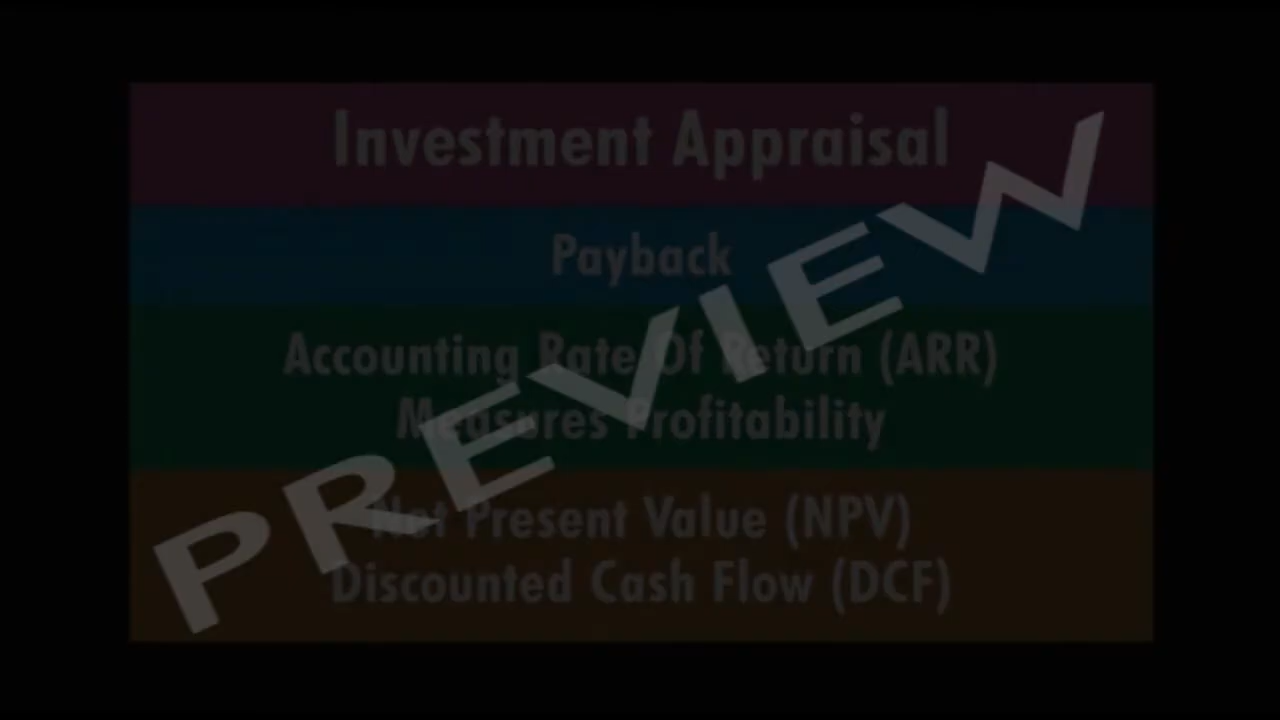 Investment Appraisal
Payback
Accounting Rate Of Return (ARR)
Measures Profitability
Net Present Value (NPV)
Discounted Cash Flow (DCF)
PREVIEW